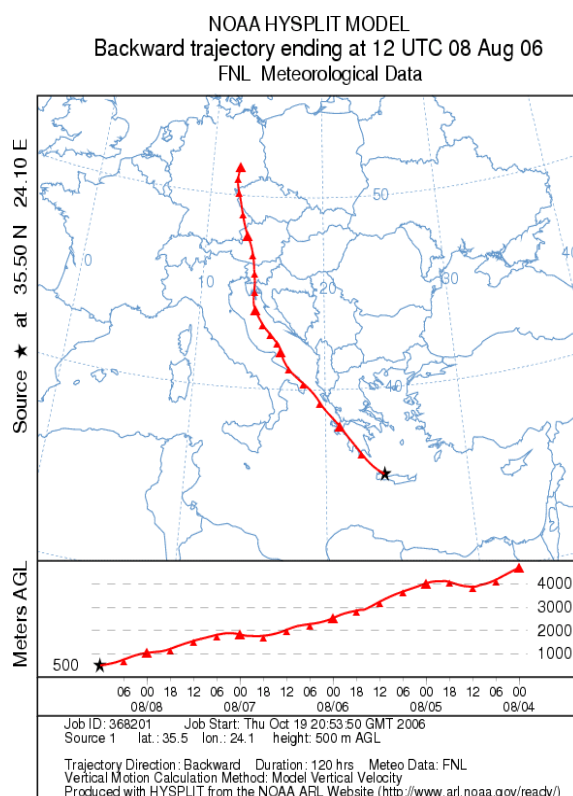 NOAA HYSPLIT MODEL
Backward trajectory ending at 12 UTC 08 Aug 06
FNL Meteorological Data
Source ★ at 35.50 N 24.10 E
50
0
10
20
30
40
Meters AGL
500
4000
3000
2000
1000
06 00 18 12 06 00 18 12 06 00 18 12 06 00 18 12 06 00
08/08 08/07 08/06 08/05 08/04
Job ID: 368201 Job Start: Thu Oct 19 20:53:50 GMT 2006
Source 1 lat.: 35.5 lon.: 24.1 height: 500 m AGL
Trajectory Direction: Backward Duration: 120 hrs Meteo Data: FNL
Vertical Motion Calculation Method: Model Vertical Velocity
Produced with HYSPLIT from the NOAA ARL Website (http://www.arl.noaa.gov/ready/)